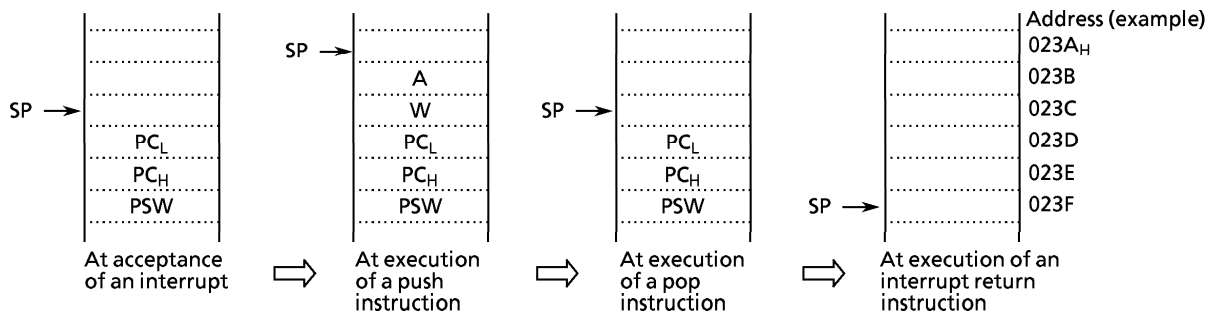 Address (example)
SP
023AH
A
023B
SP
W
SP
023C
PCL
PCL
PCL
023D
PCH
PCH
PCH
023E
PSW
PSW
PSW
SP
023F
At acceptance
of an interrupt
At execution
of a push
instruction
At execution
of a pop
instruction
At execution of an
interrupt return
instruction